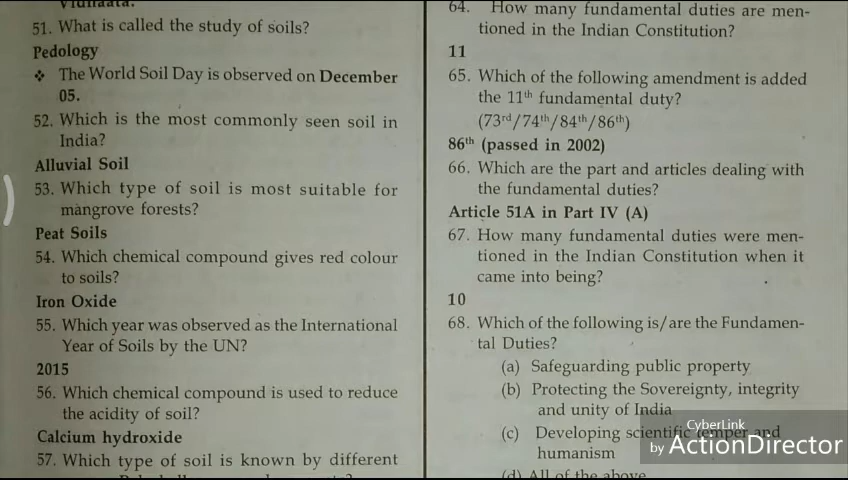 Vidhaata.
51. What is called the study of soils?
Pedology
❖ The World Soil Day is observed on December
05.
52. Which is the most commonly seen soil in
India?
Alluvial Soil
53. Which type of soil is most suitable for
mangrove forests?
Peat Soils
54. Which chemical compound gives red colour
to soils?
Iron Oxide
55. Which year was observed as the International
Year of Soils by the UN?
2015
56. Which chemical compound is used to reduce
the acidity of soil?
Calcium hydroxide
57. Which type of soil is known by different
64. How many fundamental duties are men-
tioned in the Indian Constitution?
11
65. Which of the following amendment is added
the 11th fundamental duty?
(73rd/74th/84th/86th)
86th (passed in 2002)
66. Which are the part and articles dealing with
the fundamental duties?
Article 51A in Part IV (A)
67. How many fundamental duties were men-
tioned in the Indian Constitution when it
came into being?
10
68. Which of the following is/are the Fundamen-
tal Duties?
(a) Safeguarding public property
(b) Protecting the Sovereignty, integrity
and unity of India
(c) Developing scientific temper and
humanism
(d) All of the above
CyberLink
by ActionDirector